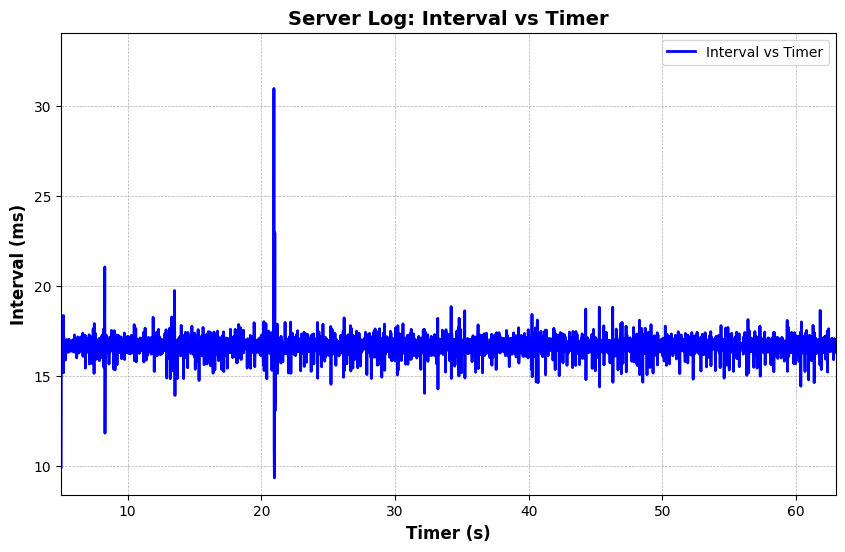 Server Log: Interval vs Timer
Interval vs Timer
30
25
20
15
10
Interval (ms)
10 20 30 40 50 60
Timer (s)